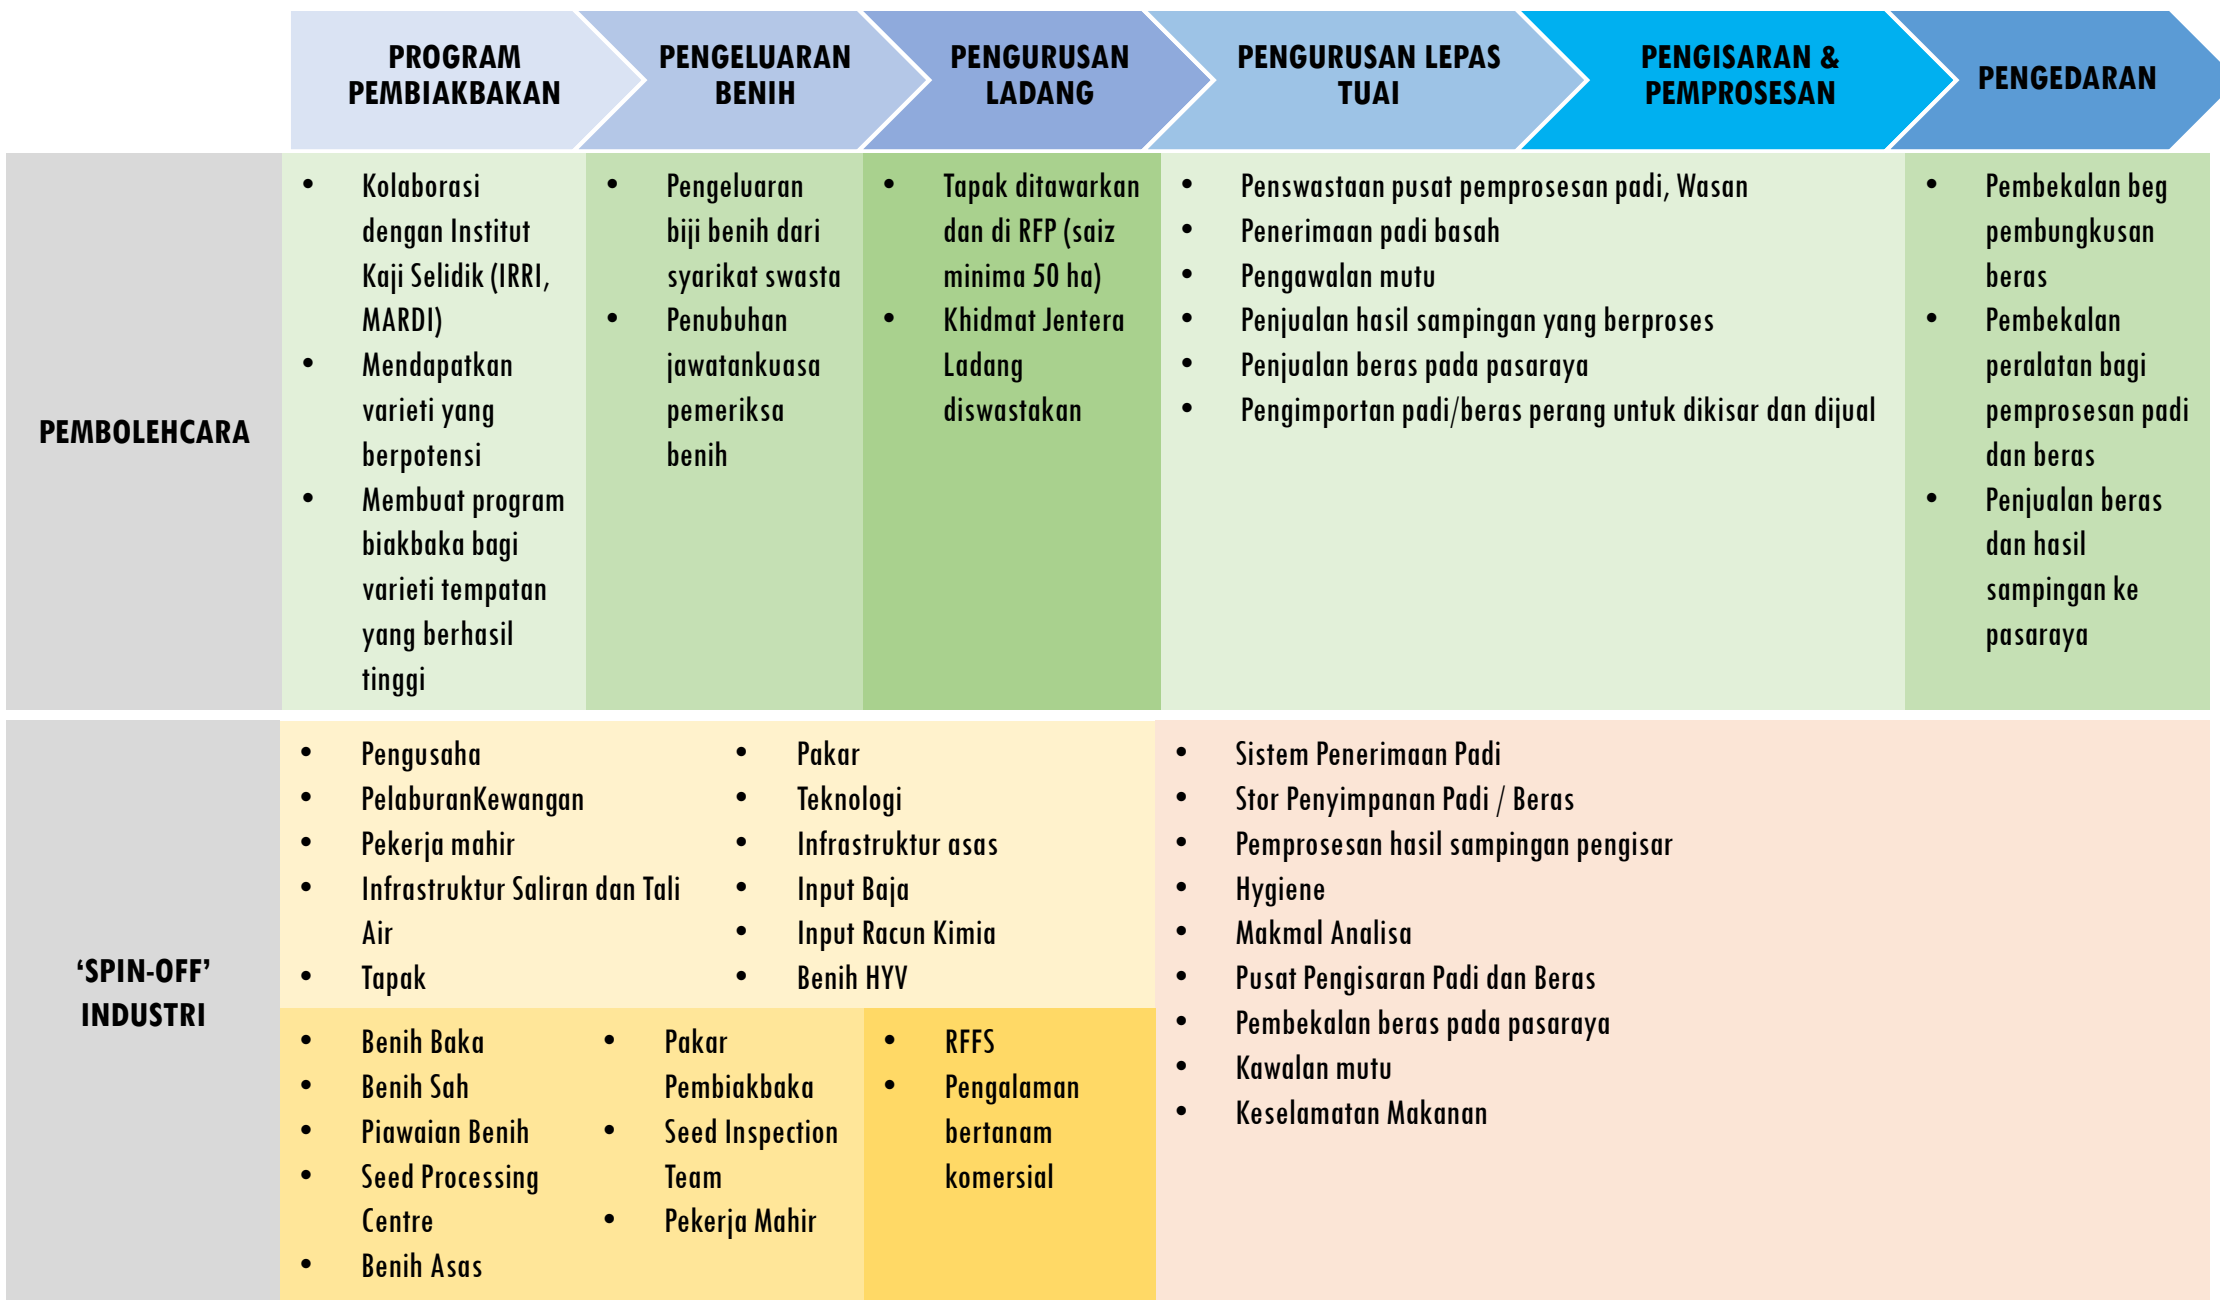 PROGRAM
PEMBIAKBAKAN
PENGELUARAN
BENIH
PENGURUSAN
LADANG
PENGURUSAN LEPAS
TUAI
PENGISARAN &
PEMPROSESAN
PENGEDARAN
PEMBOLEHCARA
• Kolaborasi
dengan Institut
Kaji Selidik (IRRI,
MARDI)
• Mendapatkan
varieti yang
berpotensi
• Membuat program
biakbaka bagi
varieti tempatan
yang berhasil
tinggi
• Pengeluaran
biji benih dari
syarikat swasta
• Penubuhan
jawatankuasa
pemeriksa
benih
• Tapak ditawarkan
dan di RFP (saiz
minima 50 ha)
• Khidmat Jentera
Ladang
diswastakan
• Penswastaan pusat pemprosesan padi, Wasan
• Penerimaan padi basah
• Pengawalan mutu
• Penjualan hasil sampingan yang berproses
• Penjualan beras pada pasaraya
• Pengimportan padi/beras perang untuk dikisar dan dijual
• Pembekalan beg
pembungkusan
beras
• Pembekalan
peralatan bagi
pemprosesan padi
dan beras
• Penjualan beras
dan hasil
sampingan ke
pasaraya
‘SPIN-OFF’
INDUSTRI
• Pengusaha
• PelaburanKewangan
• Pekerja mahir
• Infrastruktur Saliran dan Tali
Air
• Tapak
• Pakar
• Teknologi
• Infrastruktur asas
• Input Baja
• Input Racun Kimia
• Benih HYV
• Benih Baka
• Benih Sah
• Piawaian Benih
• Seed Processing
Centre
• Benih Asas
• Pakar
Pembiakbaka
• Seed Inspection
Team
• Pekerja Mahir
• RFFS
• Pengalaman
bertanam
komersial
• Sistem Penerimaan Padi
• Stor Penyimpanan Padi / Beras
• Pemprosesan hasil sampingan pengisar
• Hygiene
• Makmal Analisa
• Pusat Pengisaran Padi dan Beras
• Pembekalan beras pada pasaraya
• Kawalan mutu
• Keselamatan Makanan